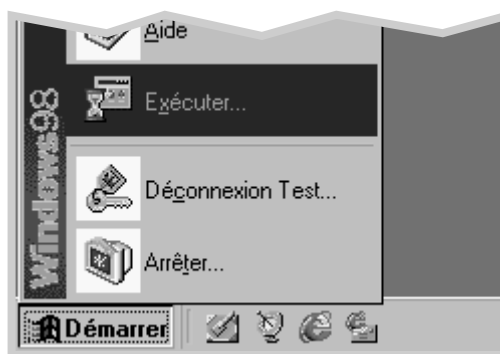 Aide
Exécuter...
Déconnexion Test...
Arrêter...
Windows98
Démarrer